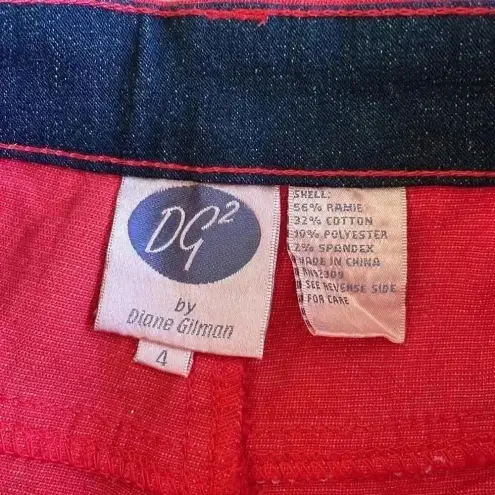 DG2
by
Diane Gilman
4
SHELL:
56% RAMIE
32% COTTON
10% POLYESTER
2% SPANDEX
MADE IN CHINA
SEE REVERSE SIDE
FOR CARE